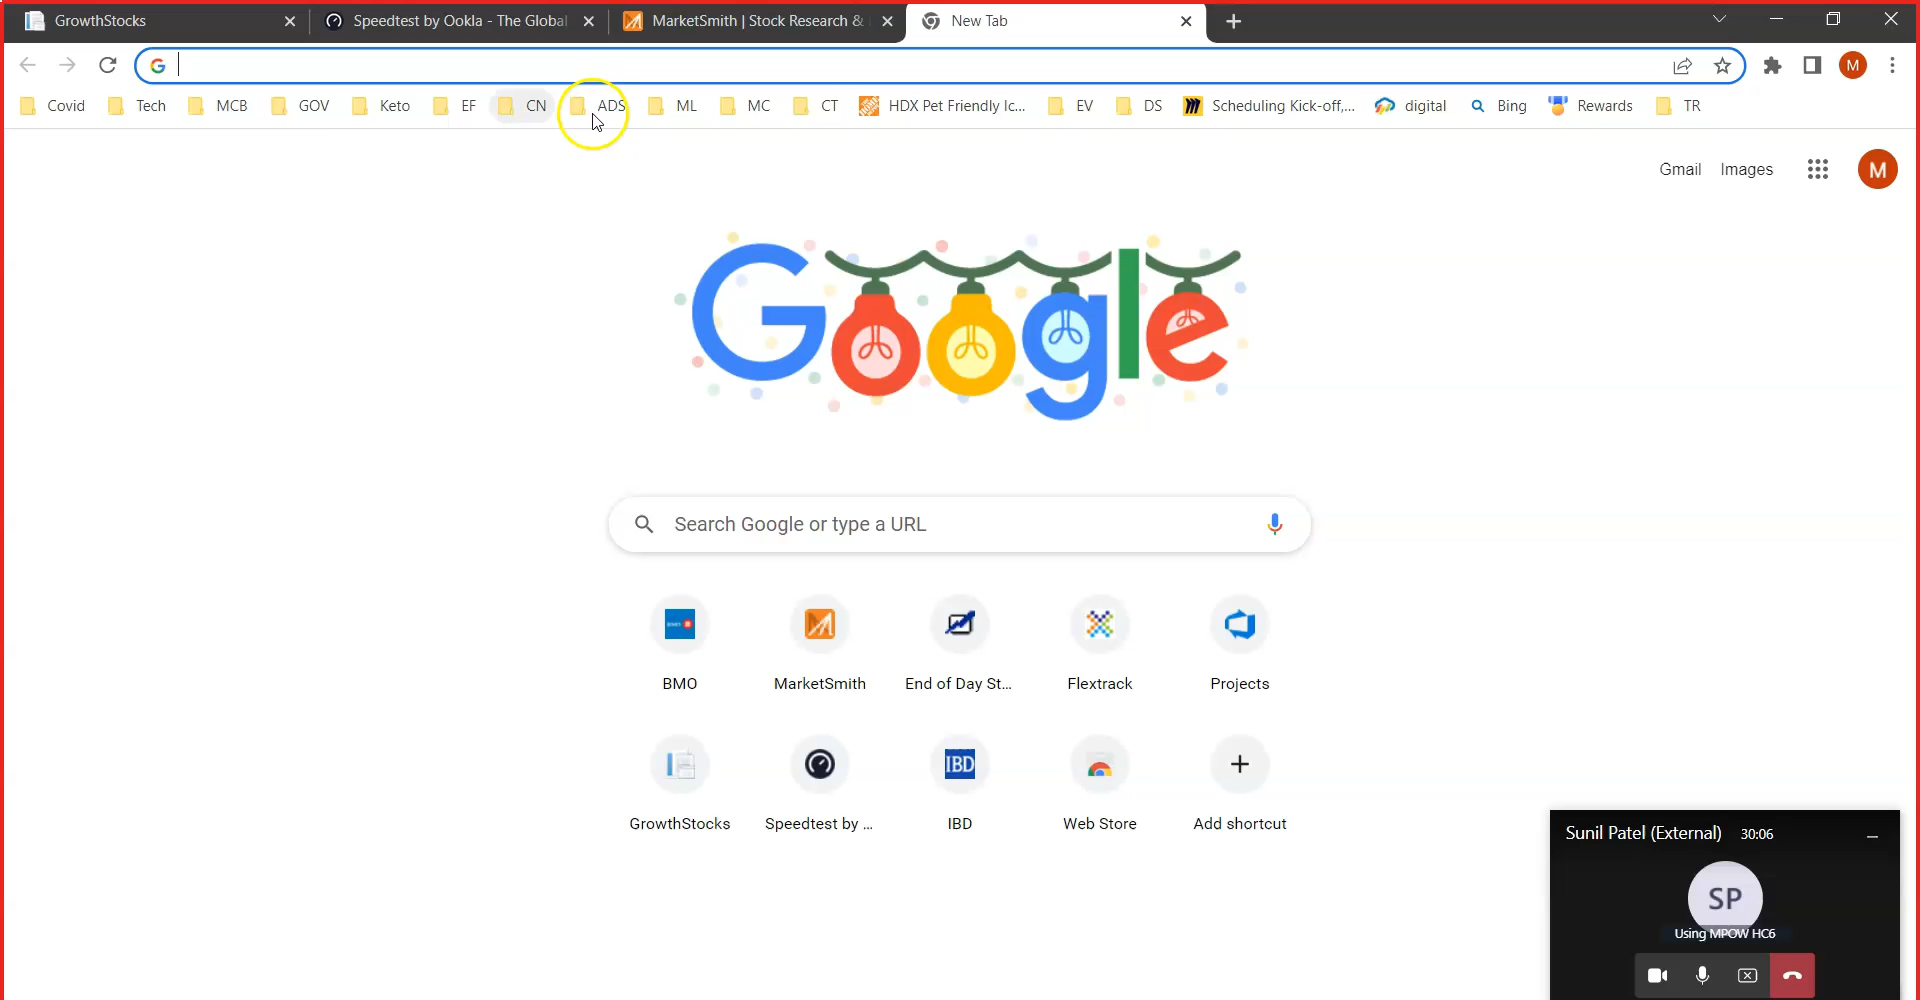 GrowthStocks Speedtest by Ookla - The Global MarketSmith | Stock Research & New Tab
Covid Tech MCB GOV Keto EF CN ADS ML MC CT HDX Pet Friendly Ic... EV DS Scheduling Kick-off,... digital Bing Rewards TR
M
Gmail Images M
Google
Search Google or type a URL
BMO MarketSmith End of Day St... Flextrack Projects
IBD
GrowthStocks Speedtest by ... IBD Web Store Add shortcut
Sunil Patel (External) 30:06
SP
Using MPOW HC6